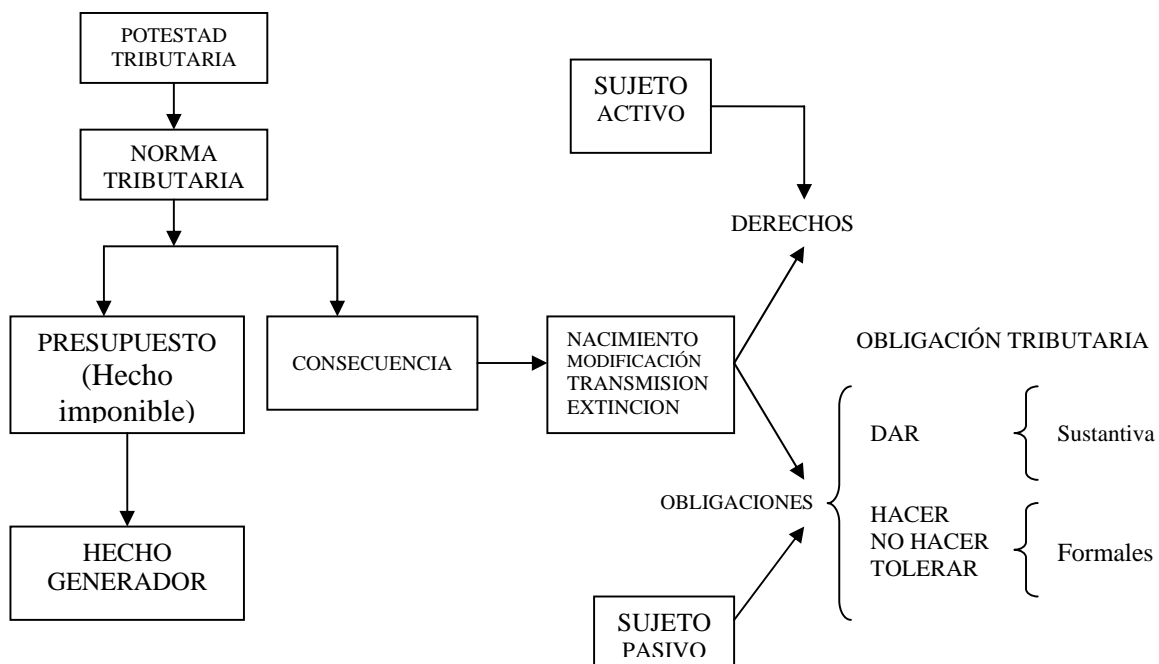 POTESTAD
TRIBUTARIA
NORMA
TRIBUTARIA
PRESUPUESTO
(Hecho
imponible)
HECHO
GENERADOR
CONSECUENCIA
NACIMIENTO
MODIFICACIÓN
TRANSMISION
EXTINCION
SUJETO
ACTIVO
DERECHOS
OBLIGACIONES
SUJETO
PASIVO
OBLIGACIÓN TRIBUTARIA
DAR
Sustantiva
HACER
NO HACER
TOLERAR
Formales